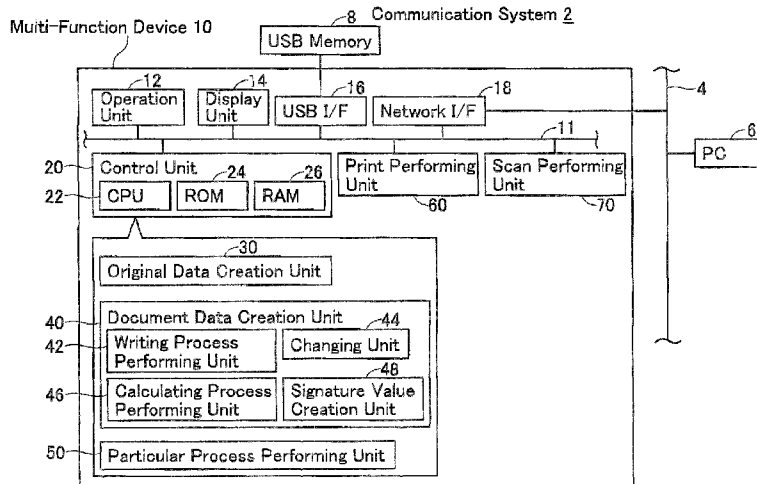 Communication System 2
Multi-Function Device 10
8
USB Memory
12
Operation
Unit
14
Display
Unit
16
USB I/F
18
Network I/F
4
6
PC
11
20
Control Unit
22
CPU
24
ROM
26
RAM
Print Performing
Unit
60
Scan Performing
Unit
70
30
Original Data Creation Unit
40
Document Data Creation Unit
42
Writing Process
Performing Unit
44
Changing Unit
46
Calculating Process
Performing Unit
48
Signature Value
Creation Unit
50
Particular Process Performing Unit